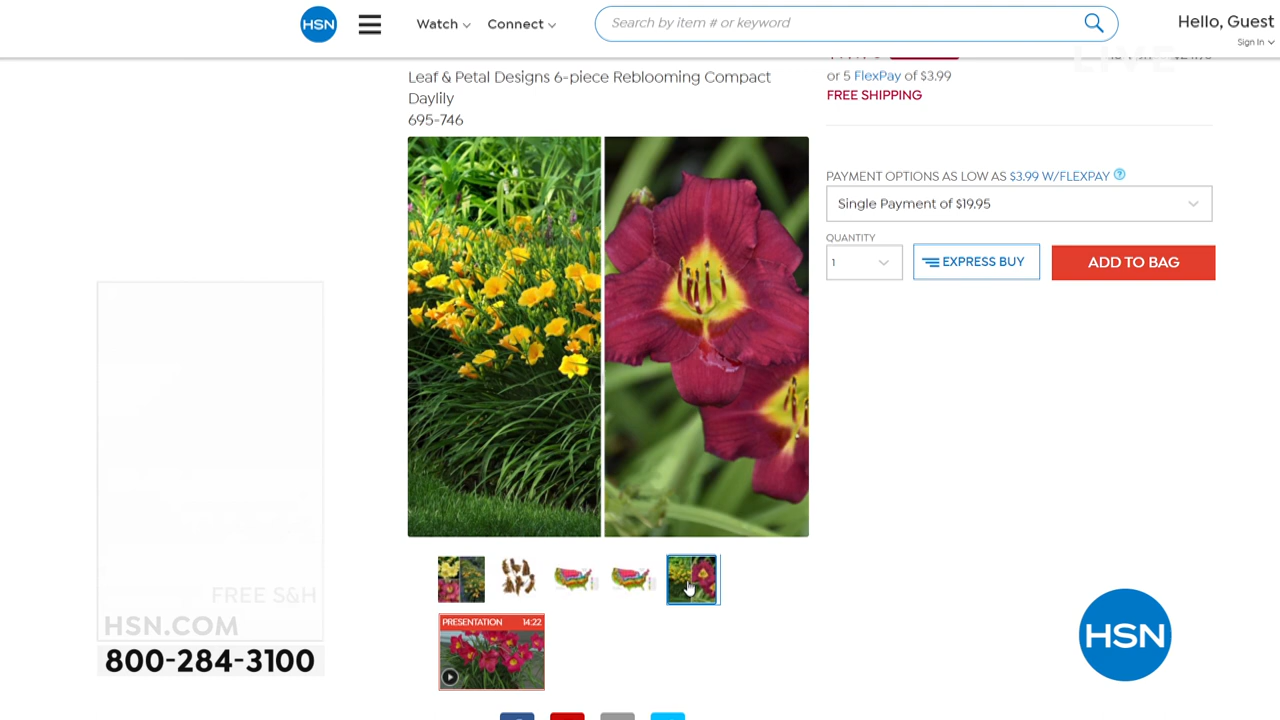 HSN
Watch
Connect
Search by item # or keyword
Hello, Guest
Sign In
LIVE
Leaf & Petal Designs 6-piece Reblooming Compact
Daylily
695-746
or 5 FlexPay of $3.99
FREE SHIPPING
PAYMENT OPTIONS AS LOW AS $3.99 W/FLEXPAY ?
Single Payment of $19.95
QUANTITY
1
EXPRESS BUY
ADD TO BAG
PRESENTATION 14:22
FREE S&H
HSN.COM
800-284-3100
HSN